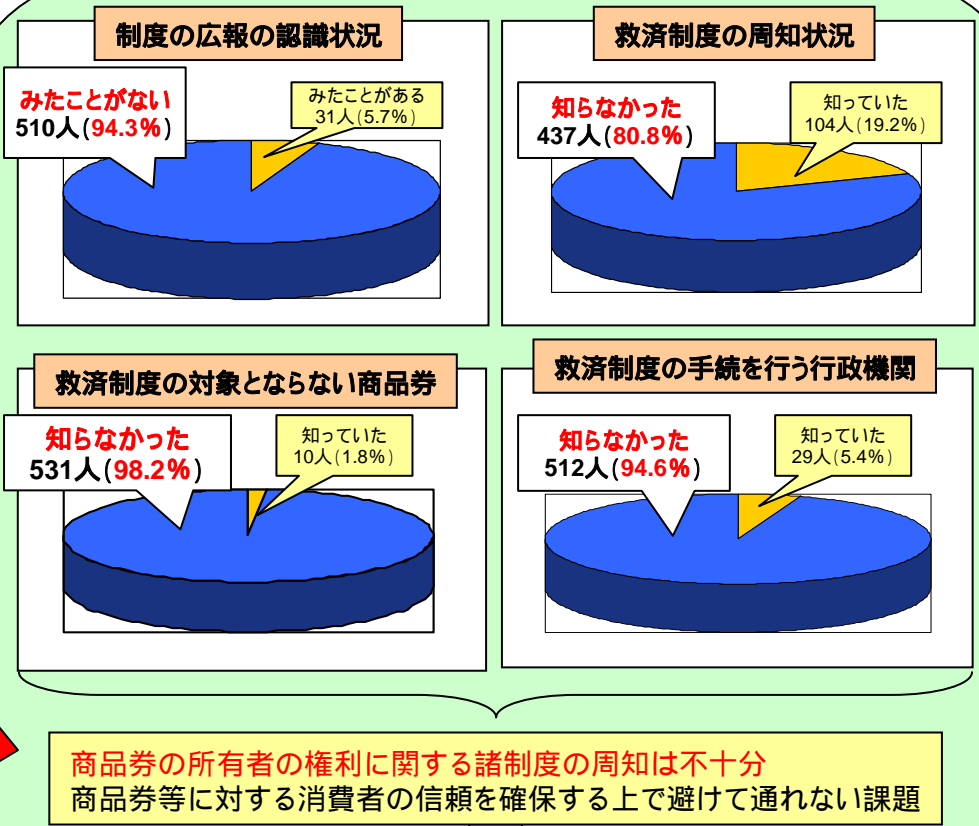 制度の広報の認識状況
みたことがない
510人(94.3%)
みたことがある
31人(5.7%)
救済制度の周知状況
知らなかった
437人(80.8%)
知っていた
104人(19.2%)
救済制度の対象とならない商品券
知らなかった
531人(98.2%)
知っていた
10人(1.8%)
救済制度の手続を行う行政機関
知らなかった
512人(94.6%)
知っていた
29人(5.4%)
商品券の所有者の権利に関する諸制度の周知は不十分
商品券等に対する消費者の信頼を確保する上で避けて通れない課題